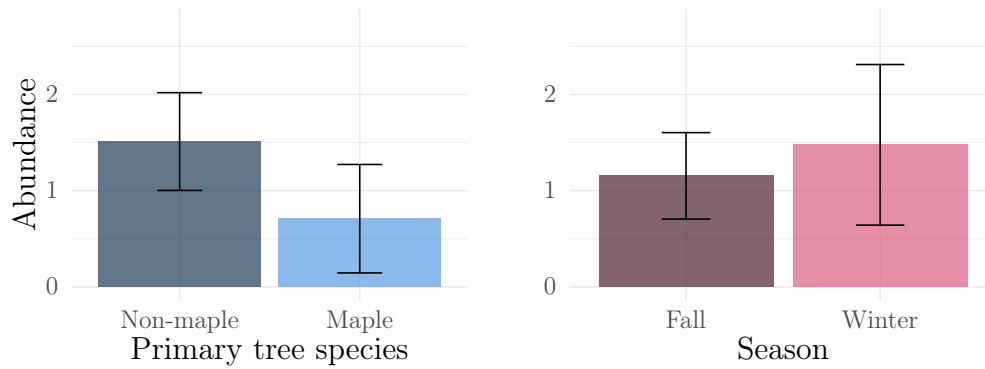 Abundance
2
1
0
Non-maple Maple
Primary tree species
2
1
0
Fall Winter
Season